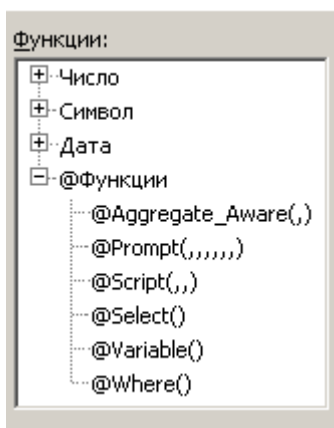 Функции:
Число
Символ
Дата
@Функции
@Aggregate_Aware(,)
@Prompt(,,,,,,)
@Script(,,)
@Select()
@Variable()
@Where()